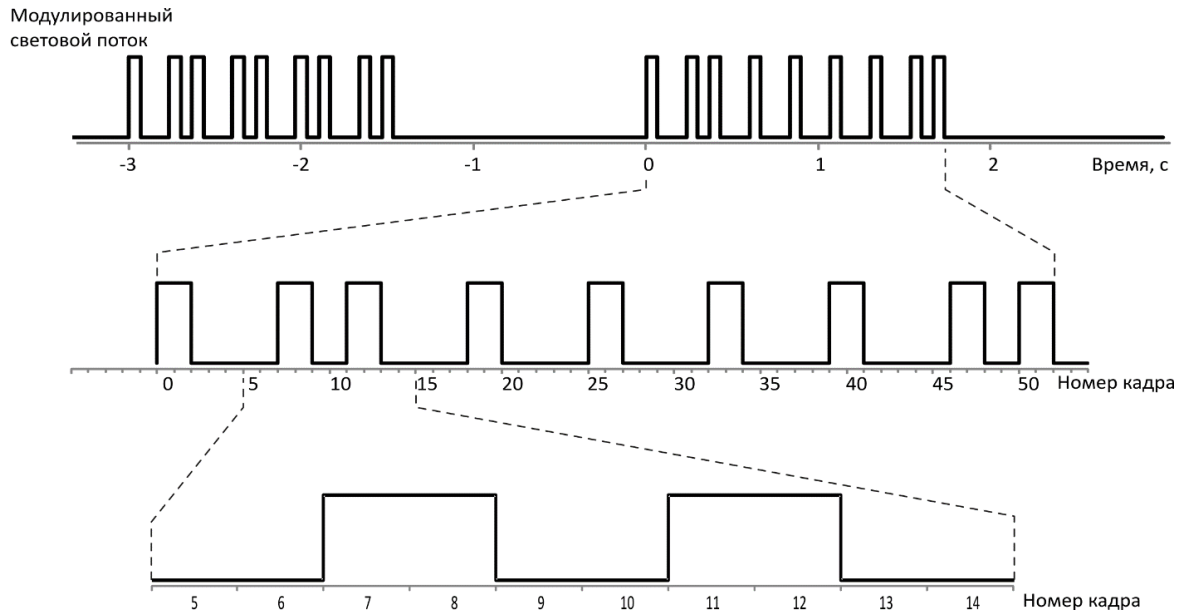 Модулированный
световой поток
-3 -2 -1 0 1 2 Время, с
0 5 10 15 20 25 30 35 40 45 50 Номер кадра
5 6 7 8 9 10 11 12 13 14 Номер кадра